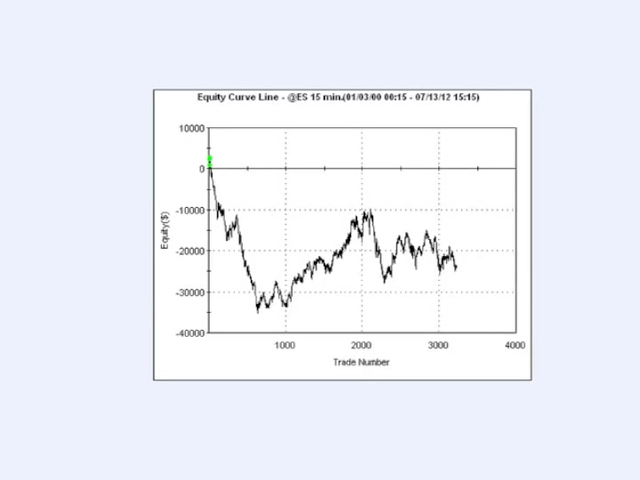 Equity Curve Line - @ES 15 min.(01/03/00 00:15 - 07/13/12 15:15)
10000
0
-10000
-20000
-30000
-40000
Equity($)
1000 2000 3000 4000
Trade Number